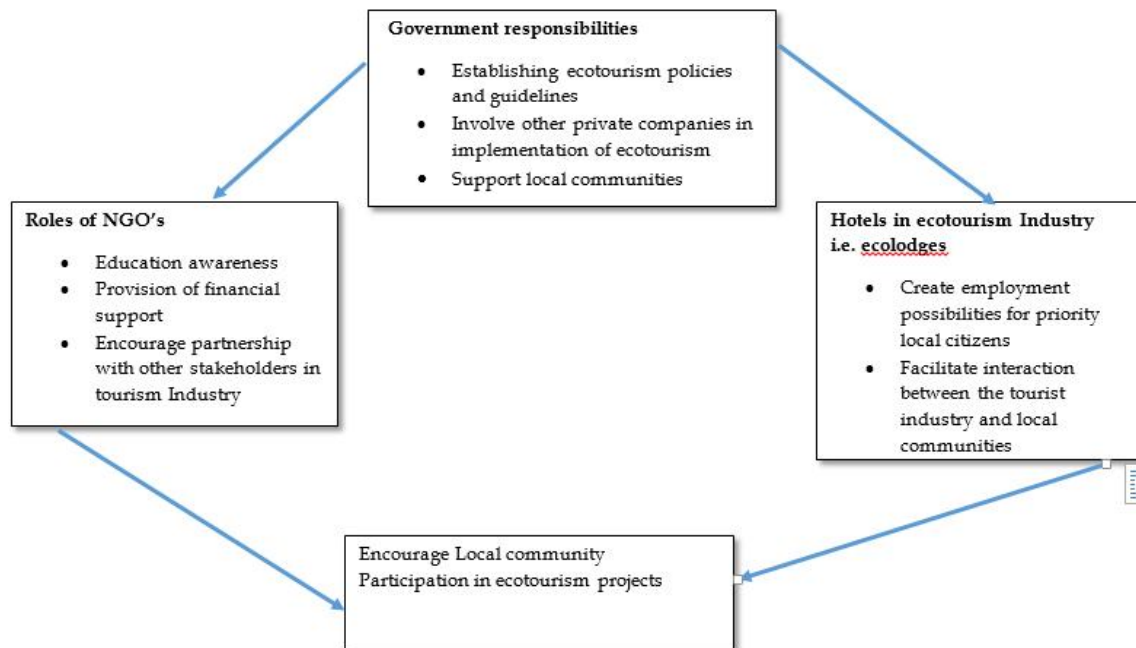 Government responsibilities
• Establishing ecotourism policies
and guidelines
• Involve other private companies in
implementation of ecotourism
• Support local communities
Roles of NGO's
• Education awareness
• Provision of financial
support
• Encourage partnership
with other stakeholders in
tourism Industry
Hotels in ecotourism Industry
i.e. ecolodges
• Create employment
possibilities for priority
local citizens
• Facilitate interaction
between the tourist
industry and local
communities
Encourage Local community
Participation in ecotourism projects